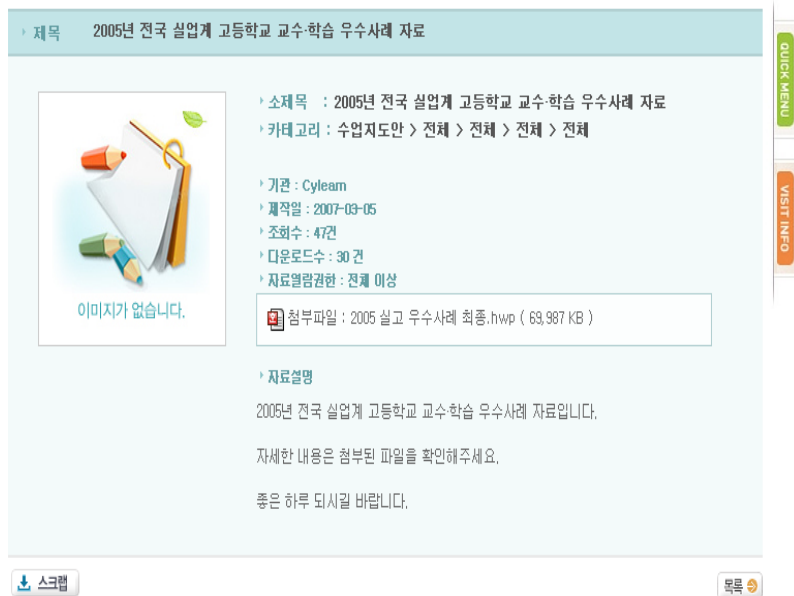 제목 2005년 전국 실업계 고등학교 교수·학습 우수사례 자료
소제목 : 2005년 전국 실업계 고등학교 교수·학습 우수사례 자료
카테고리 : 수업지도안 > 전체 > 전체 > 전체 > 전체
기관 : Cylearn
제작일 : 2007-03-05
조회수 : 47건
다운로드수 : 30 건
자료열람권한 : 전체 이상
이미지가 없습니다.
첨부파일 : 2005 실고 우수사례 최종.hwp ( 69,987 KB )
자료설명
2005년 전국 실업계 고등학교 교수·학습 우수사례 자료입니다.
자세한 내용은 첨부된 파일을 확인해주세요.
좋은 하루 되시길 바랍니다.
스크랩
목록
QUICK MENU
VISIT INFO